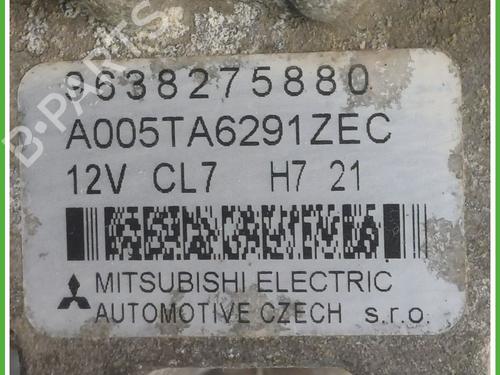 9638275880
A005TA6291ZEC
12V CL7 H7 21
MITSUBISHI ELECTRIC
AUTOMOTIVE CZECH s.r.o.
B-PARTS